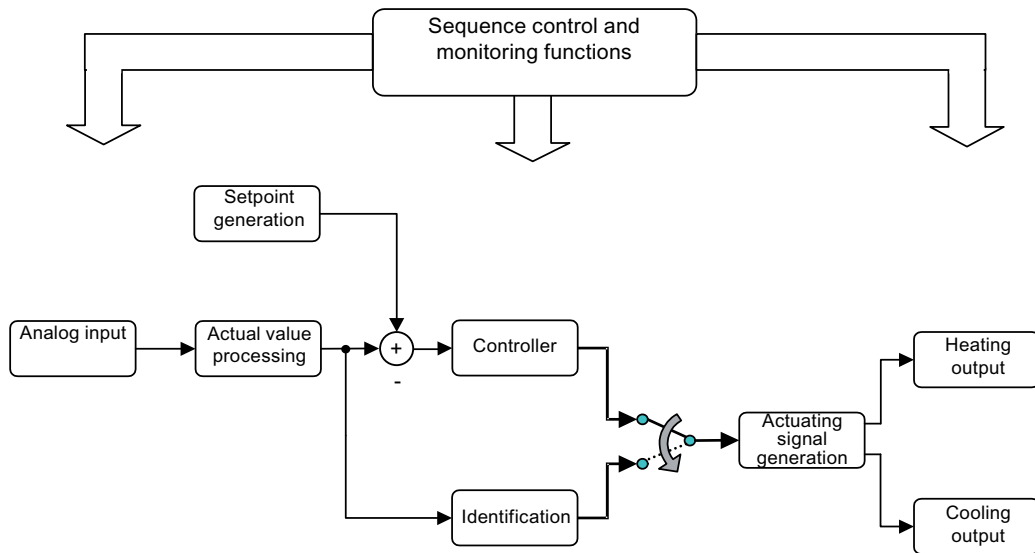 Sequence control and
monitoring functions
Setpoint
generation
Analog input
Actual value
processing
+
-
Controller
Identification
Actuating
signal
generation
Heating
output
Cooling
output